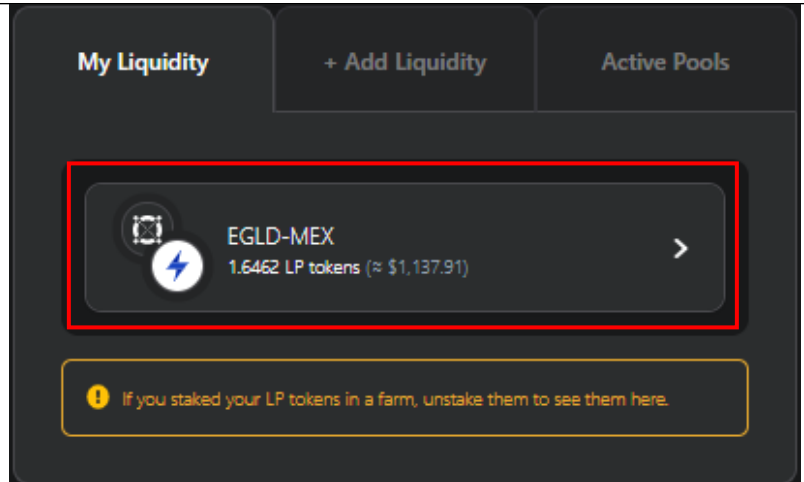 My Liquidity
+ Add Liquidity
Active Pools
EGLD-MEX
1.6462 LP tokens (≈ $1,137.91)
If you staked your LP tokens in a farm, unstake them to see them here.